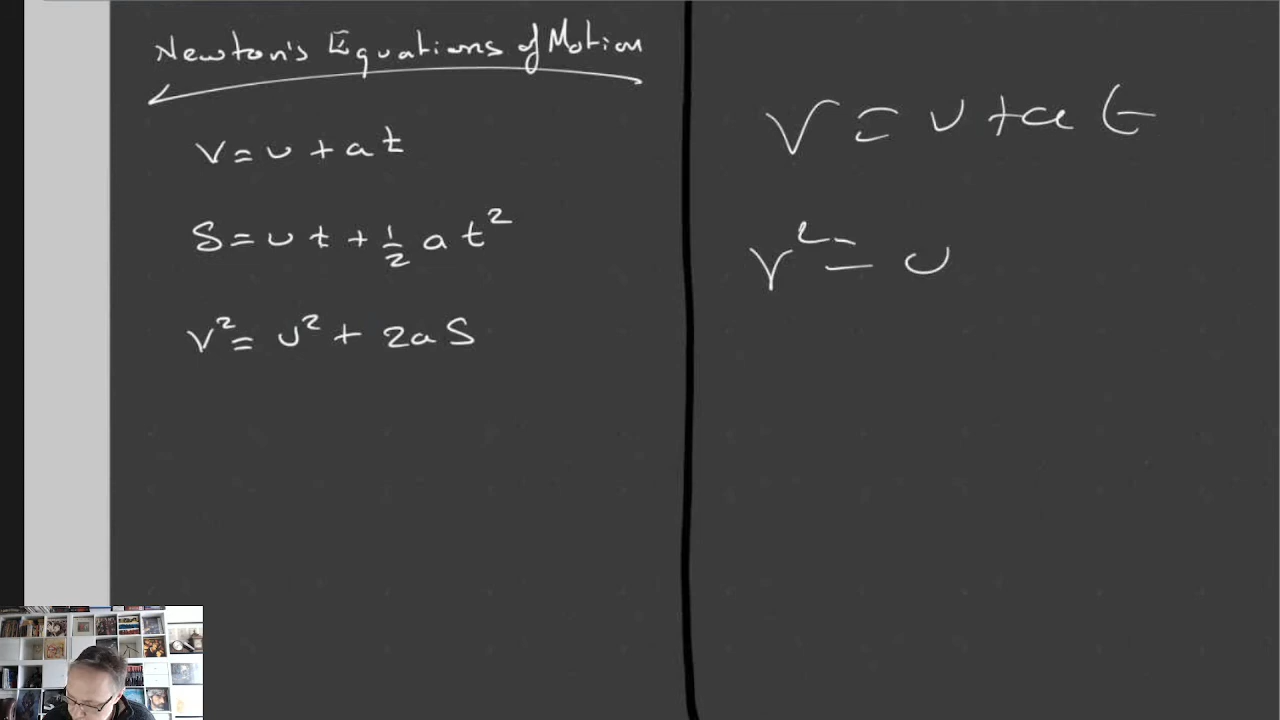 Newton's Equations of Motion
v = u + at
S = ut + 1/2 at²
v² = u² + 2aS
v = u + at
v² = u